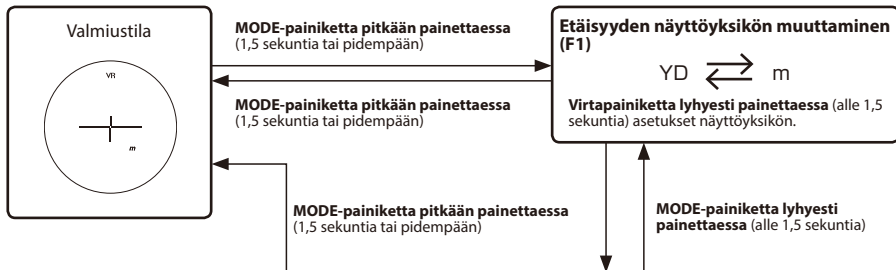 Valmiustila
VR
m
MODE-painiketta pitkään painettaessa
(1,5 sekuntia tai pidempään)
MODE-painiketta pitkään painettaessa
(1,5 sekuntia tai pidempään)
Etäisyyden näyttöyksikön muuttaminen
(F1)
YD m
Virtapainiketta lyhyesti painettaessa (alle 1,5
sekuntia) asetukset näyttöyksikön.
MODE-painiketta pitkään painettaessa
(1,5 sekuntia tai pidempään)
MODE-painiketta lyhyesti
painettaessa (alle 1,5 sekuntia)